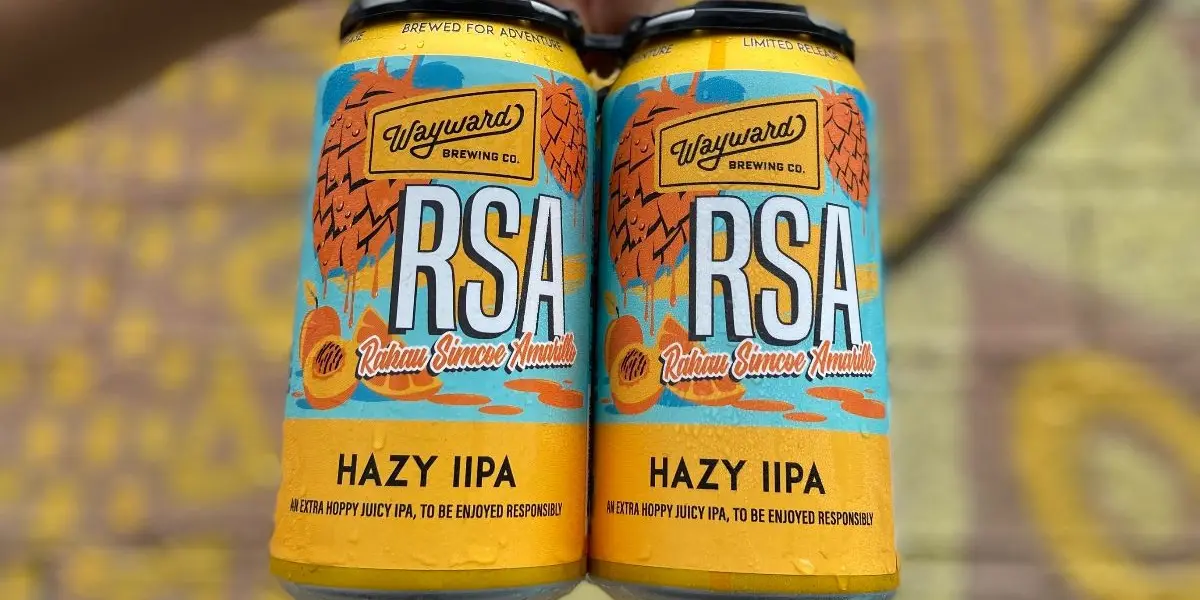 BREWED FOR ADVENTURE
Wayward
BREWING CO.
RSA
Rakau Simcoe Amarillo
HAZY IIPA
AN EXTRA HOPPY JUICY IPA, TO BE ENJOYED RESPONSIBLY
LIMITED RELEASE
Wayward
BREWING CO.
RSA
Rakau Simcoe Amarillo
HAZY IIPA
AN EXTRA HOPPY JUICY IPA, TO BE ENJOYED RESPONSIBLY